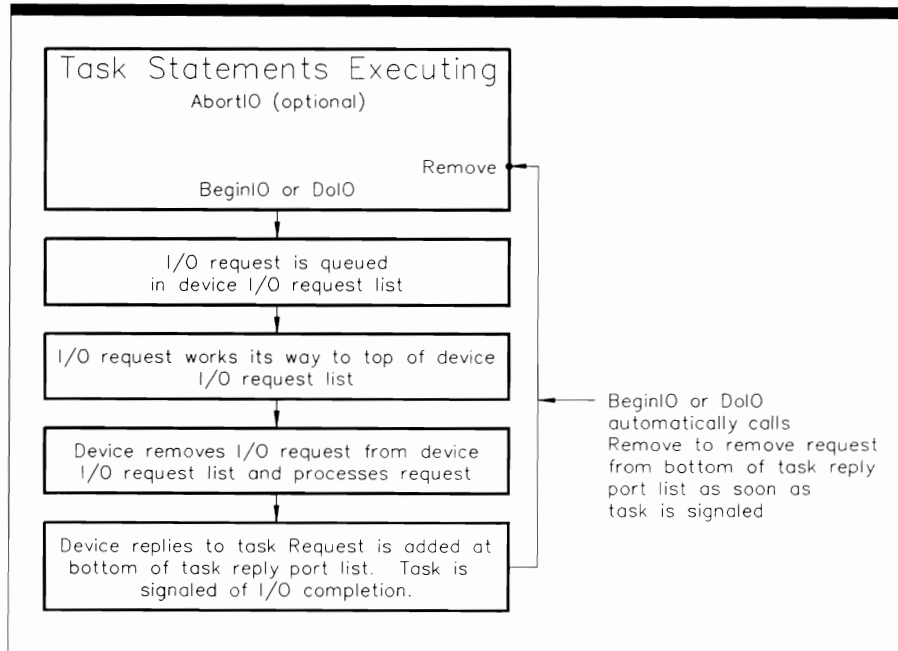 Task Statements Executing
AbortIO (optional)
Remove
BeginIO or DoIO
I/O request is queued
in device I/O request list
I/O request works its way to top of device
I/O request list
Device removes I/O request from device
I/O request list and processes request
Device replies to task Request is added at
bottom of task reply port list. Task is
signaled of I/O completion.
BeginIO or DoIO
automatically calls
Remove to remove request
from bottom of task reply
port list as soon as
task is signaled